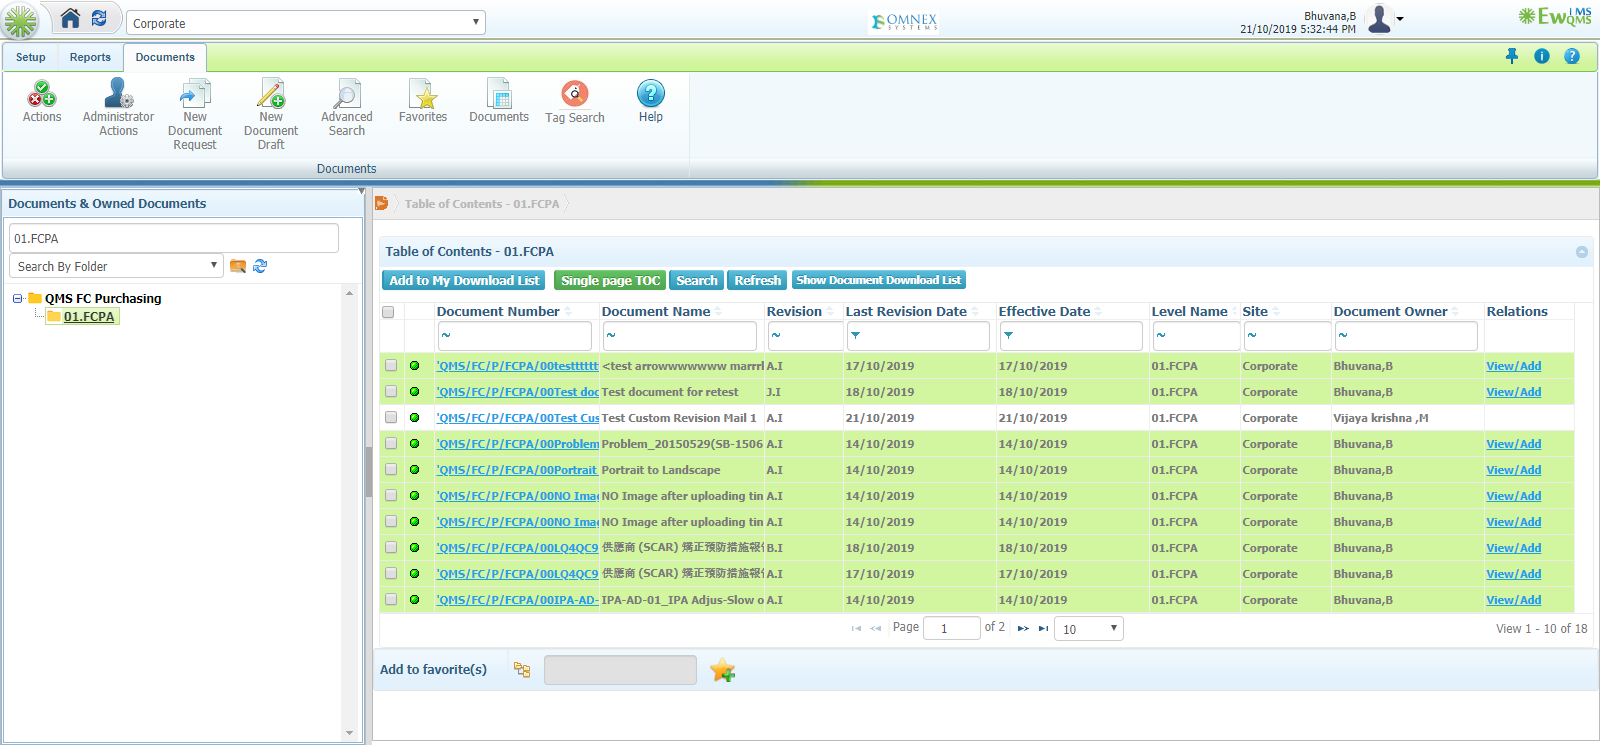 Corporate
OMNEX
SYSTEMS
Bhuvana,B
21/10/2019 5:32:44 PM
EwQIMS
Setup Reports Documents
Actions
Administrator Actions
New Document Request
New Document Draft
Advanced Search
Favorites
Documents
Tag Search
Help
Documents
Documents & Owned Documents
01.FCPA
Search By Folder
QMS FC Purchasing
01.FCPA
Table of Contents - 01.FCPA
Table of Contents - 01.FCPA
Add to My Download List Single page TOC Search Refresh Show Document Download List
Document Number Document Name Revision Last Revision Date Effective Date Level Name Site Document Owner Relations
~ ~ ~ ~ ~ ~
'QMS/FC/P/FCPA/00testttttt <test arrowwwwwww marrrl A.I 17/10/2019 17/10/2019 01.FCPA Corporate Bhuvana,B View/Add
'QMS/FC/P/FCPA/00Test doc Test document for retest J.I 18/10/2019 18/10/2019 01.FCPA Corporate Bhuvana,B View/Add
'QMS/FC/P/FCPA/00Test Cus Test Custom Revision Mail 1 A.I 21/10/2019 21/10/2019 01.FCPA Corporate Vijaya krishna ,M
'QMS/FC/P/FCPA/00Problem Problem_20150529(SB-1506 A.I 14/10/2019 14/10/2019 01.FCPA Corporate Bhuvana,B View/Add
'QMS/FC/P/FCPA/00Portrait Portrait to Landscape A.I 14/10/2019 14/10/2019 01.FCPA Corporate Bhuvana,B View/Add
'QMS/FC/P/FCPA/00NO Imag NO Image after uploading tin A.I 14/10/2019 14/10/2019 01.FCPA Corporate Bhuvana,B View/Add
'QMS/FC/P/FCPA/00NO Imag NO Image after uploading tin A.I 14/10/2019 14/10/2019 01.FCPA Corporate Bhuvana,B View/Add
'QMS/FC/P/FCPA/00LQ4QC9 供應商 (SCAR) 矯正預防措施報告 B.I 18/10/2019 18/10/2019 01.FCPA Corporate Bhuvana,B View/Add
'QMS/FC/P/FCPA/00LQ4QC9 供應商 (SCAR) 矯正預防措施報告 A.I 17/10/2019 17/10/2019 01.FCPA Corporate Bhuvana,B View/Add
'QMS/FC/P/FCPA/00IPA-AD- IPA-AD-01_IPA Adjus-Slow o A.I 14/10/2019 14/10/2019 01.FCPA Corporate Bhuvana,B View/Add
Page 1 of 2 10 View 1 - 10 of 18
Add to favorite(s)